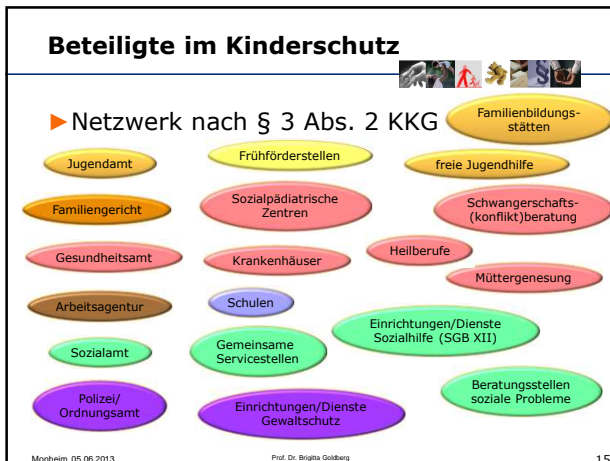 Beteiligte im Kinderschutz
►Netzwerk nach § 3 Abs. 2 KKG
Familienbildungs-
stätten
Jugendamt
Frühförderstellen
freie Jugendhilfe
Familiengericht
Sozialpädiatrische
Zentren
Schwangerschafts-
(konflikt)beratung
Gesundheitsamt
Krankenhäuser
Heilberufe
Müttergenesung
Arbeitsagentur
Schulen
Einrichtungen/Dienste
Sozialhilfe (SGB XII)
Sozialamt
Gemeinsame
Servicestellen
Beratungsstellen
soziale Probleme
Polizei/
Ordnungsamt
Einrichtungen/Dienste
Gewaltschutz
Monheim, 05.06.2013
Prof. Dr. Brigitta Goldberg
15